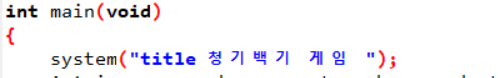 int main(void)
{
system("title 청기백기 게임 ");